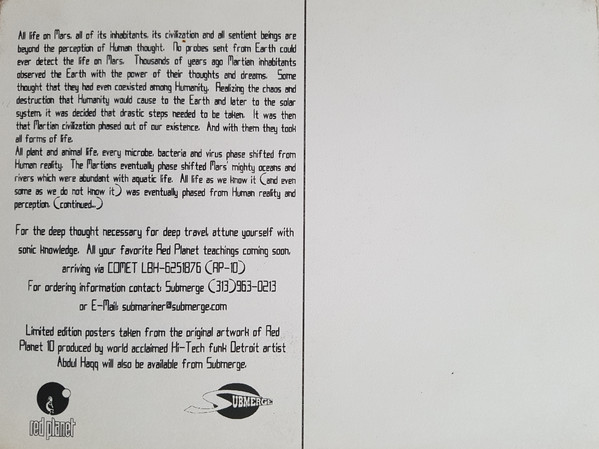 All life on Mars, all of its inhabitants, its civilization and all sentient beings are
beyond the perception of Human thought. No probes sent from Earth could
ever detect the life on Mars. Thousands of years ago Martian inhabitants
observed the Earth with the power of their thoughts and dreams. Some
thought that they had even coexisted among Humanity. Realizing the chaos and
destruction that Humanity would cause to the Earth and later to the solar
system, it was decided that drastic steps needed to be taken. It was then
that Martian civilization phased out of our existence. And with them they took
all forms of life.
All plant and animal life, every microbe, bacteria and virus phase shifted from
Human reality. The Martians eventually phase shifted Mars' mighty oceans and
rivers which were abundant with aquatic life. All life as we know it (and even
some as we do not know it) was eventually phased from Human reality and
perception. (continued...)
For the deep thought necessary for deep travel, attune yourself with
sonic knowledge. All your favorite Red Planet teachings coming soon,
arriving via COMET LBH-6251876 (RP-10)
For ordering information contact: Submerge (313)963-0213
or E-Mail: submariner@submerge.com
Limited edition posters taken from the original artwork of Red
Planet 10 produced by world acclaimed Hi-Tech funk Detroit artist
Abdul Haqq will also be available from Submerge.
red planet
SUBMERGE